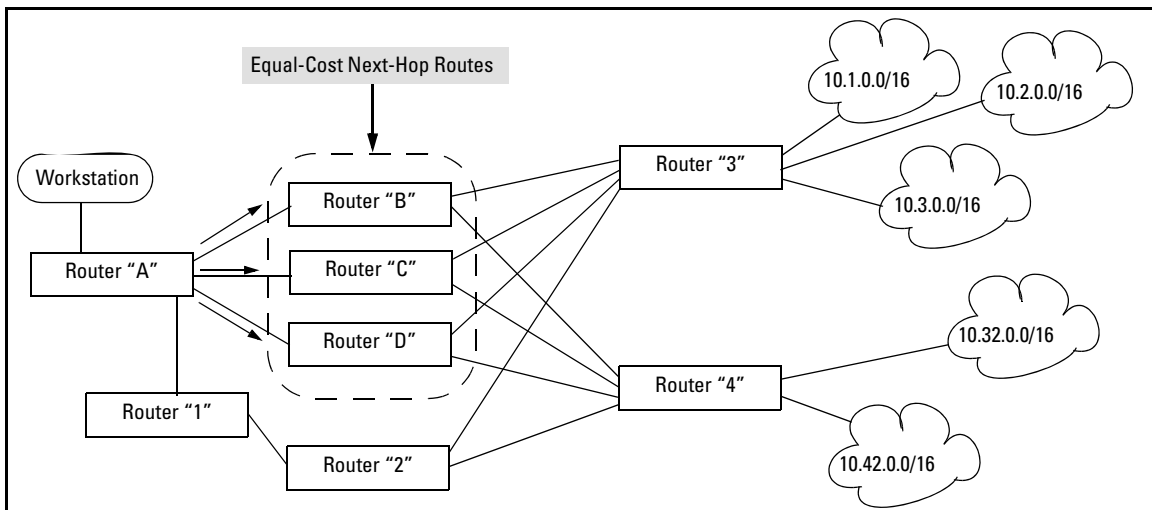 Equal-Cost Next-Hop Routes
10.1.0.0/16
10.2.0.0/16
Workstation
Router “B”
Router “3”
10.3.0.0/16
Router “A”
Router “C”
Router “D”
10.32.0.0/16
Router “4”
Router “1”
Router “2”
10.42.0.0/16